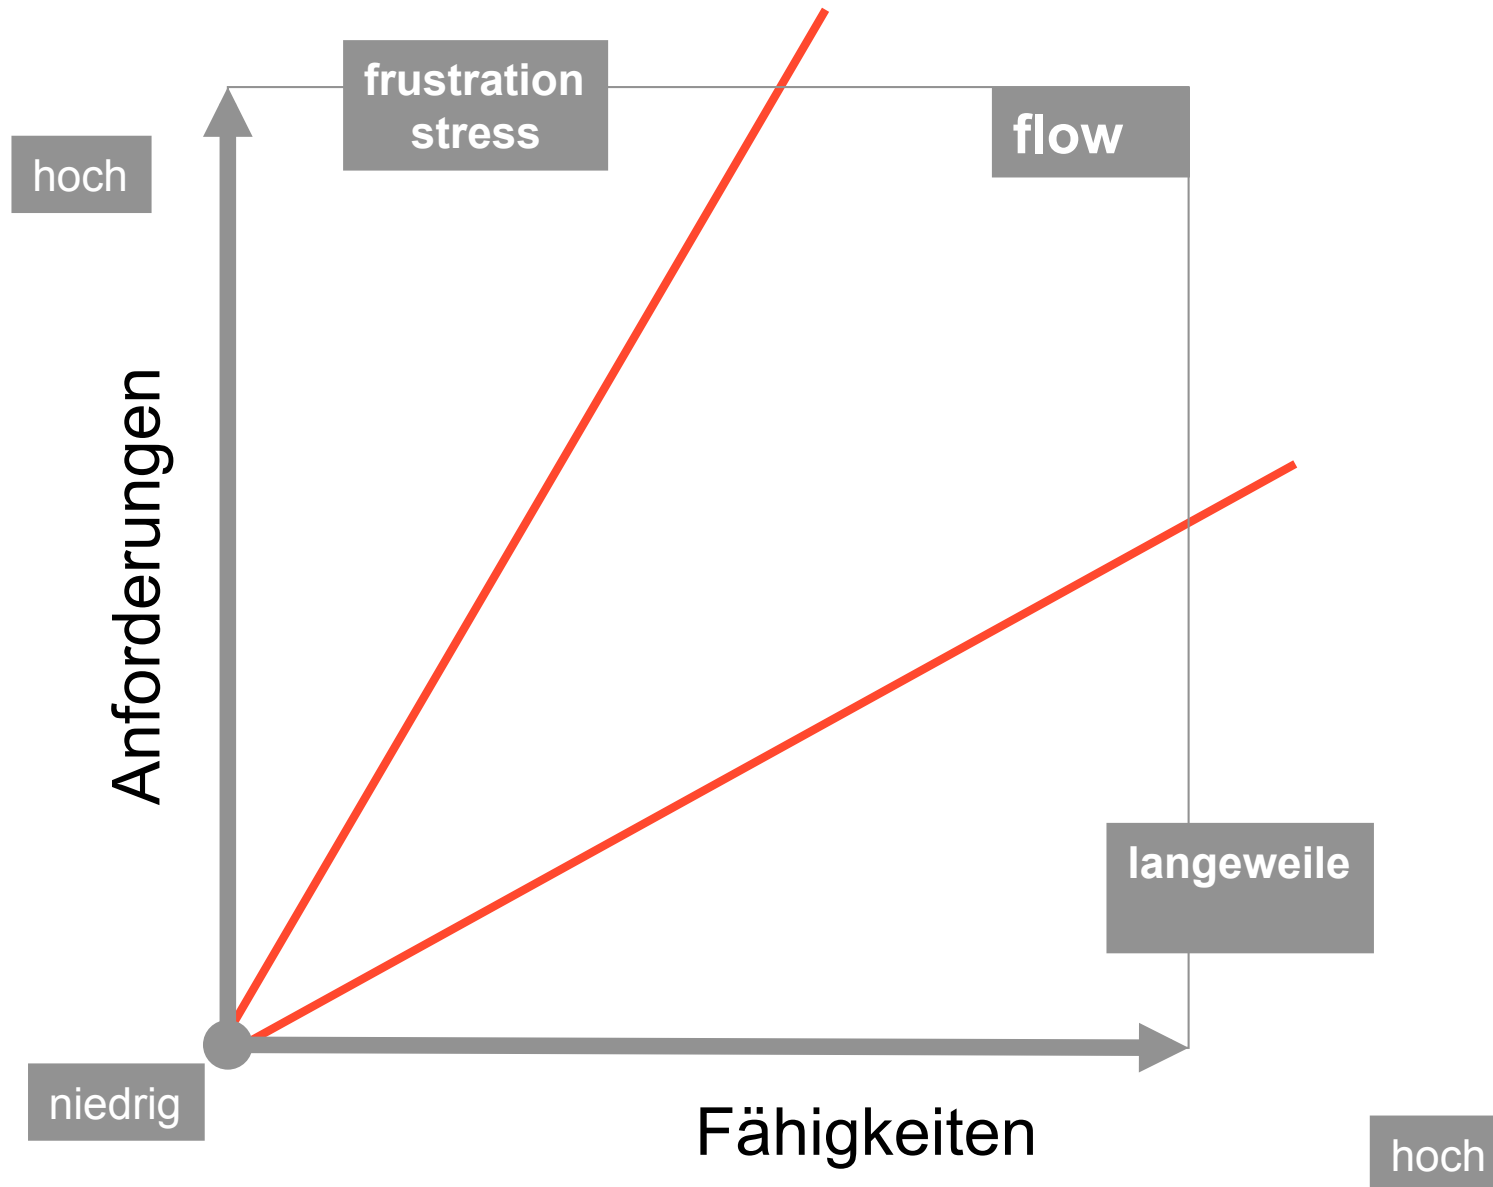 frustration
stress
flow
hoch
Anforderungen
langeweile
niedrig
Fähigkeiten
hoch